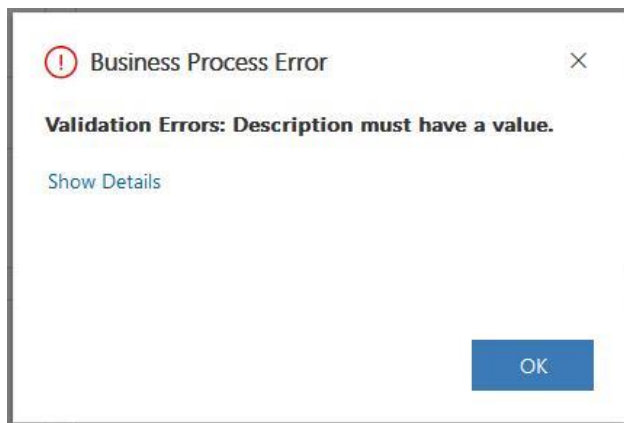 Business Process Error
Validation Errors: Description must have a value.
Show Details
OK